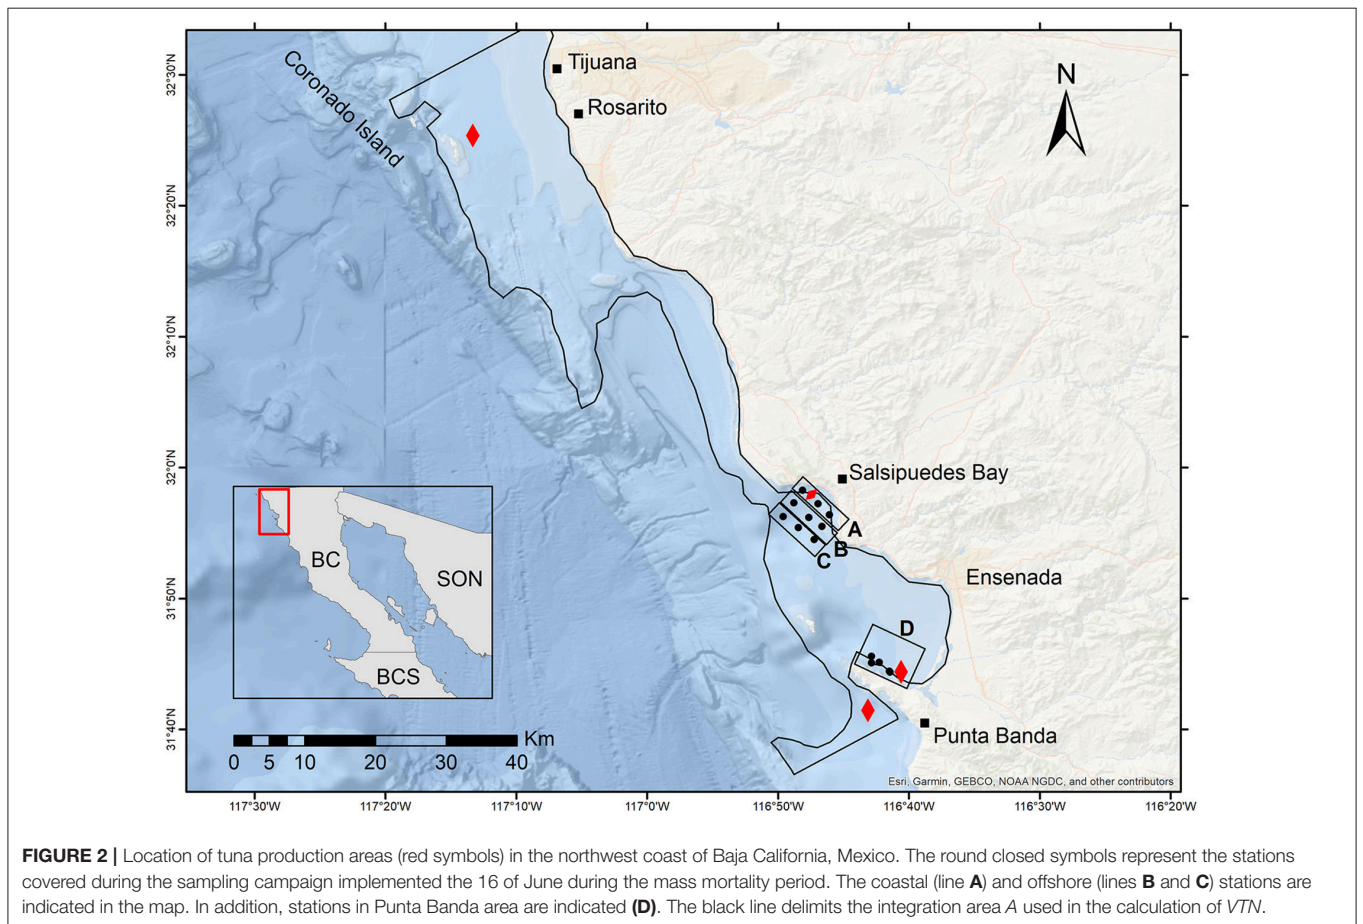 32°30'N
32°20'N
32°10'N
32°0'N
31°50'N
31°40'N
Coronado Island
Tijuana
Rosarito
N
Salsipuedes Bay
A
B
C
Ensenada
D
Punta Banda
BC
SON
BCS
Km
0 5 10 20 30 40
Esri, Garmin, GEBCO, NOAA NGDC, and other contributors
117°30'W 117°20'W 117°10'W 117°0'W 116°50'W 116°40'W 116°30'W 116°20'W
FIGURE 2 | Location of tuna production areas (red symbols) in the northwest coast of Baja California, Mexico. The round closed symbols represent the stations
covered during the sampling campaign implemented the 16 of June during the mass mortality period. The coastal (line A) and offshore (lines B and C) stations are
indicated in the map. In addition, stations in Punta Banda area are indicated (D). The black line delimits the integration area A used in the calculation of VTN.